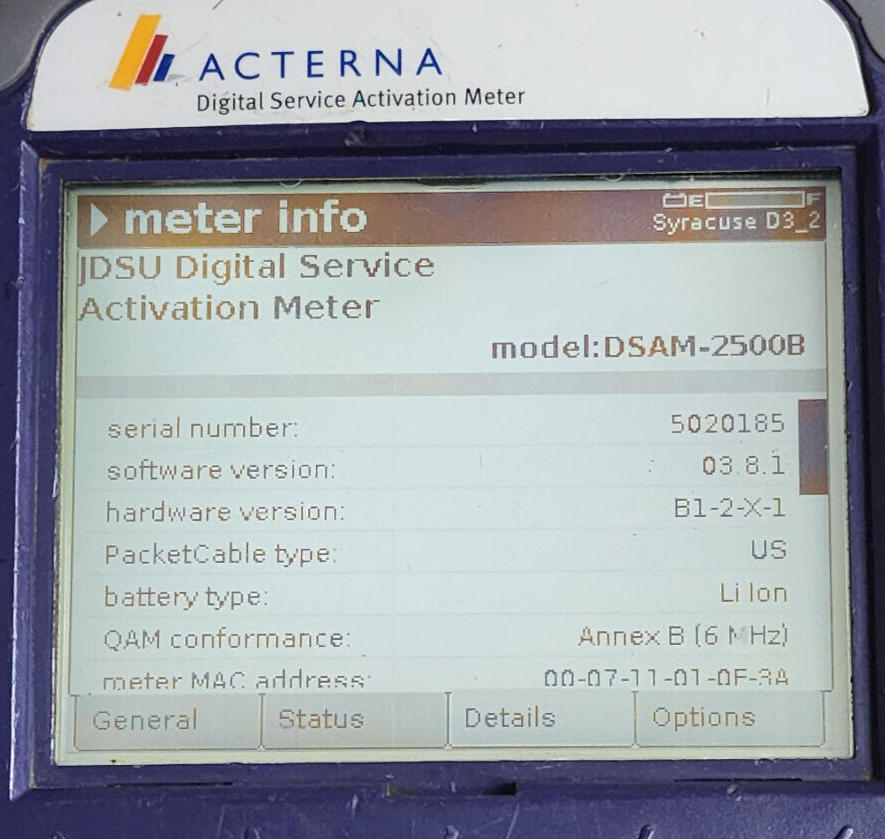 ACTERNA
Digital Service Activation Meter
meter info
E F
Syracuse D3_2
JDSU Digital Service
Activation Meter
model:DSAM-2500B
serial number: 5020185
software version: 03.8.1
hardware version: B1-2-X-1
PacketCable type: US
battery type: Li Ion
QAM conformance: Annex B (6 MHz)
meter MAC address: 00-07-11-01-0F-3A
General Status Details Options